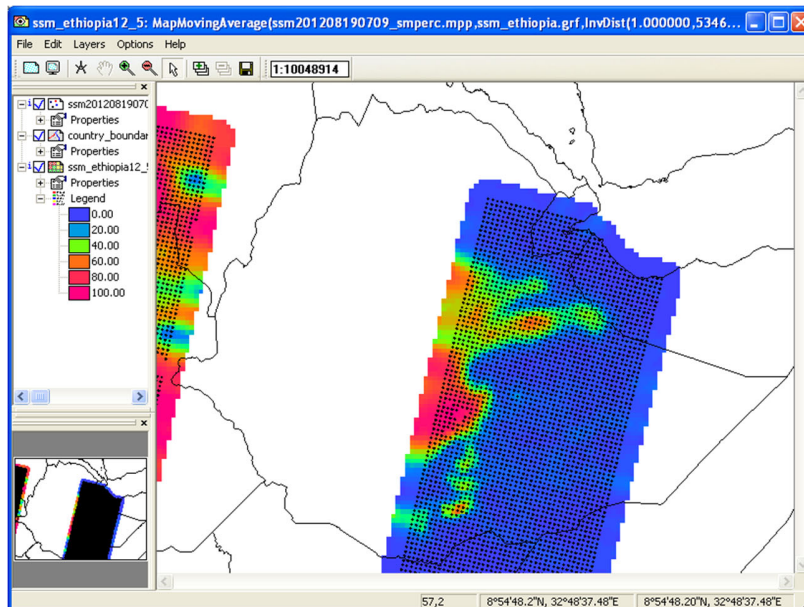 ssm_ethiopia12_5: MapMovingAverage(ssm201208190709_smperc.mpp,ssm_ethiopia.grf,InvDist(1.000000,5346...
File Edit Layers Options Help
1:10048914
ssm2012081907(
Properties
country_boundar
Properties
ssm_ethiopia12_5
Properties
Legend
0.00
20.00
40.00
60.00
80.00
100.00
57,2 8°54'48.2"N, 32°48'37.48"E 8°54'48.20"N, 32°48'37.48"E